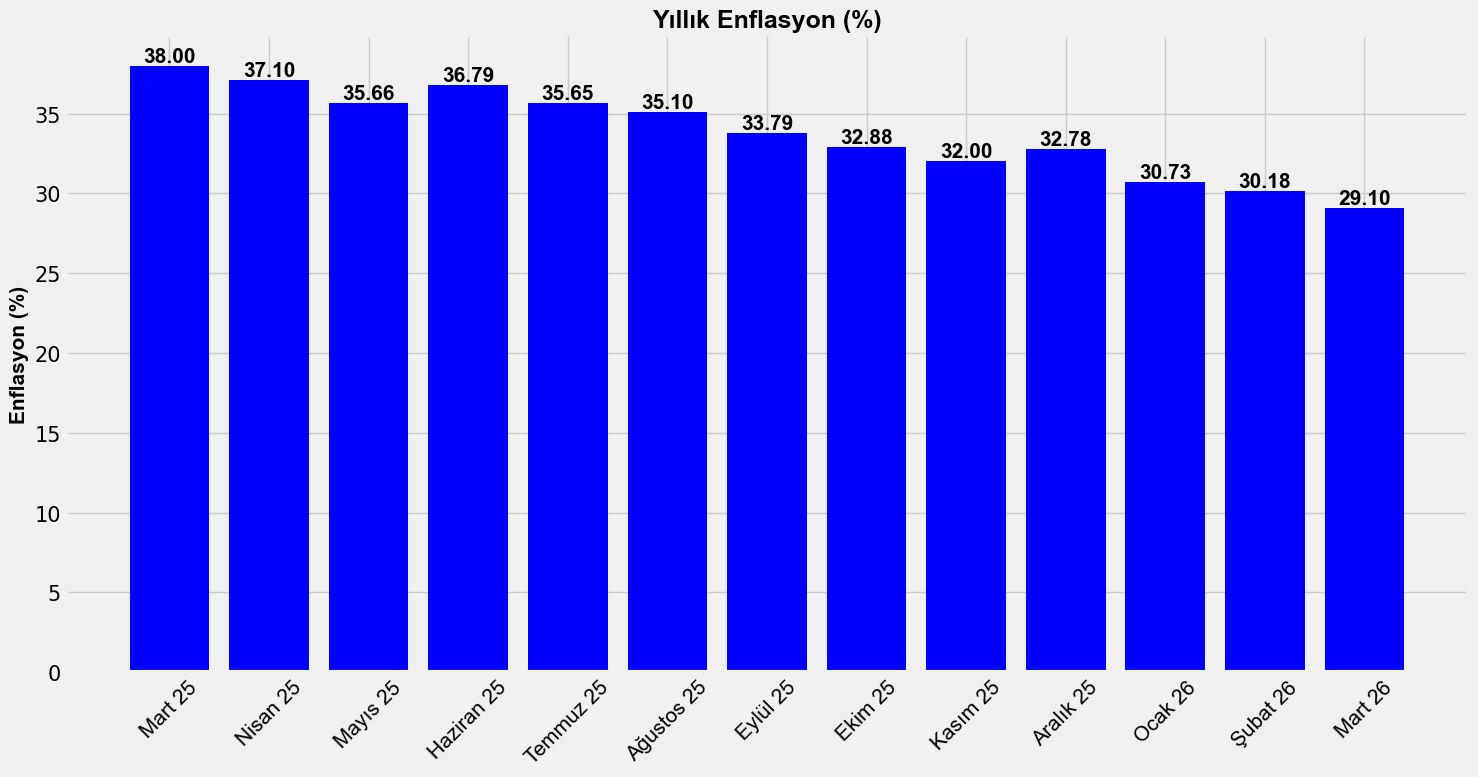 Yıllık Enflasyon (%)
38.00
37.10
35.66
36.79
35.65
35.10
33.79
32.88
32.00
32.78
30.73
30.18
29.10
Enflasyon (%)
35
30
25
20
15
10
5
0
Mart 25
Nisan 25
Mayıs 25
Haziran 25
Temmuz 25
Ağustos 25
Eylül 25
Ekim 25
Kasım 25
Aralık 25
Ocak 26
Şubat 26
Mart 26